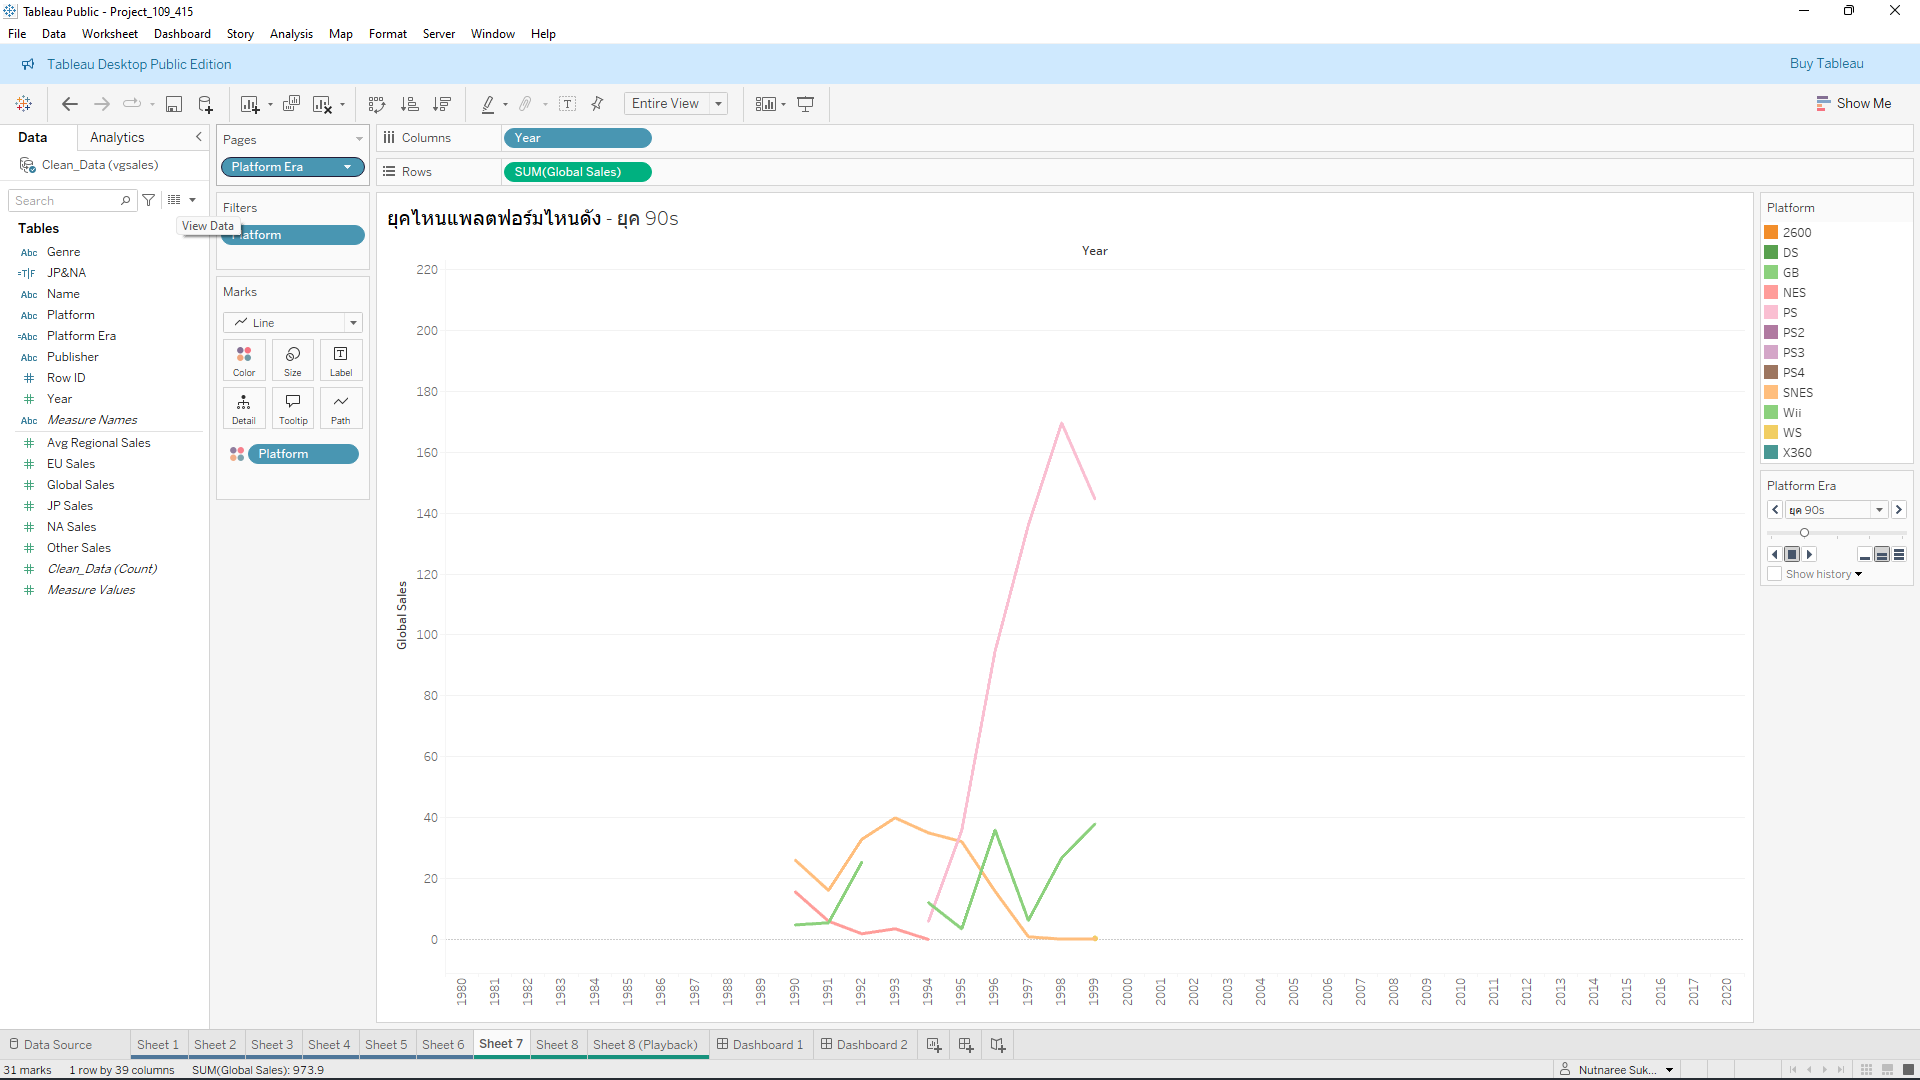 Tableau Public - Project_109_415
File Data Worksheet Dashboard Story Analysis Map Format Server Window Help
Tableau Desktop Public Edition
Buy Tableau
Entire View
Show Me
Data Analytics
Clean_Data (vgsales)
Search
View Data
Tables
Abc Genre
=T|F JP&NA
Abc Name
Abc Platform
=Abc Platform Era
Abc Publisher
# Row ID
# Year
Abc Measure Names
# Avg Regional Sales
# EU Sales
# Global Sales
# JP Sales
# NA Sales
# Other Sales
# Clean_Data (Count)
# Measure Values
Pages
Platform Era
Filters
Platform
Marks
Line
Color Size Label
Detail Tooltip Path
Platform
Columns Year
Rows SUM(Global Sales)
ยุคไหนแพลตฟอร์มไหนดัง - ยุค 90s
Year
Global Sales
220
200
180
160
140
120
100
80
60
40
20
0
1980 1981 1982 1983 1984 1985 1986 1987 1988 1989 1990 1991 1992 1993 1994 1995 1996 1997 1998 1999 2000 2001 2002 2003 2004 2005 2006 2007 2008 2009 2010 2011 2012 2013 2014 2015 2016 2017 2020
Platform
2600
DS
GB
NES
PS
PS2
PS3
PS4
SNES
Wii
WS
X360
Platform Era
ยุค 90s
Show history
Data Source Sheet 1 Sheet 2 Sheet 3 Sheet 4 Sheet 5 Sheet 6 Sheet 7 Sheet 8 Sheet 8 (Playback) Dashboard 1 Dashboard 2
31 marks 1 row by 39 columns SUM(Global Sales): 973.9
Nutnaree Suk...